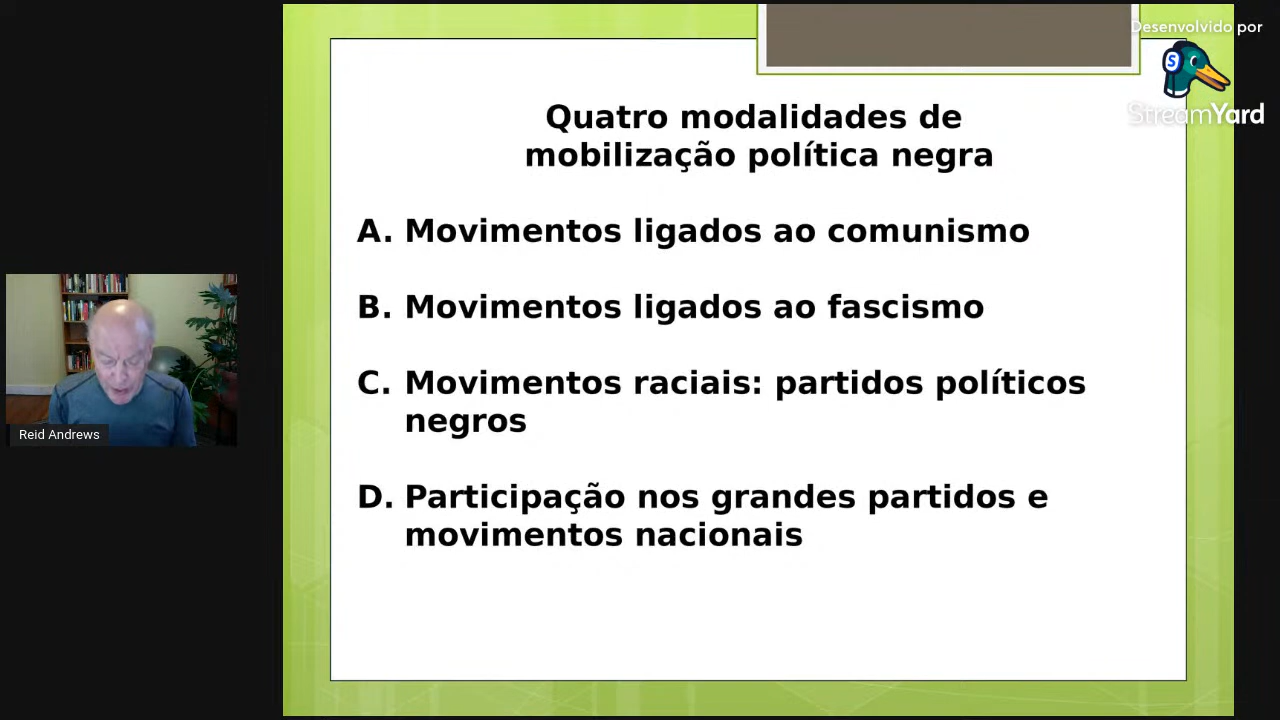 Desenvolvido por
StreamYard
Quatro modalidades de
mobilização política negra
A. Movimentos ligados ao comunismo
B. Movimentos ligados ao fascismo
C. Movimentos raciais: partidos políticos
negros
D. Participação nos grandes partidos e
movimentos nacionais
Reid Andrews